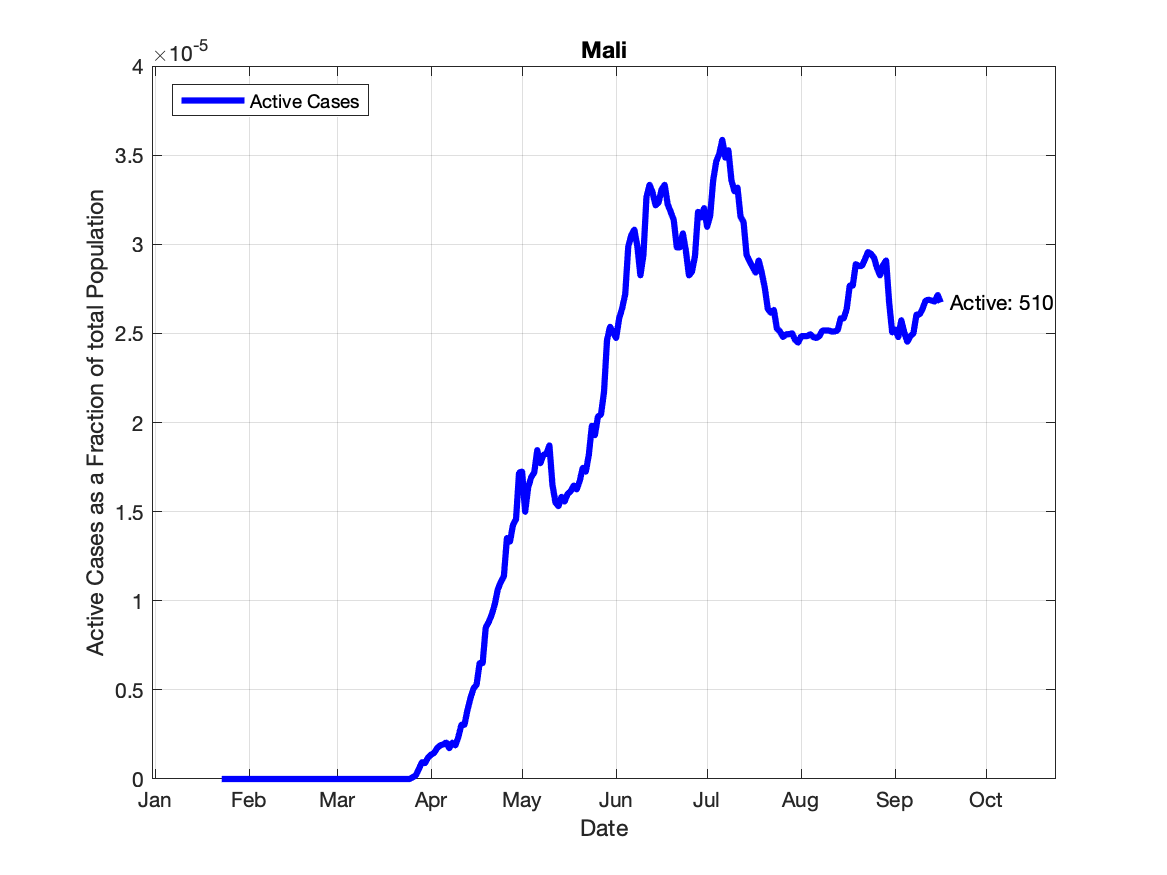 Mali
×10-5
4
3.5
3
2.5
2
1.5
1
0.5
0
Active Cases as a Fraction of total Population
Active Cases
Active: 510
Jan Feb Mar Apr May Jun Jul Aug Sep Oct
Date